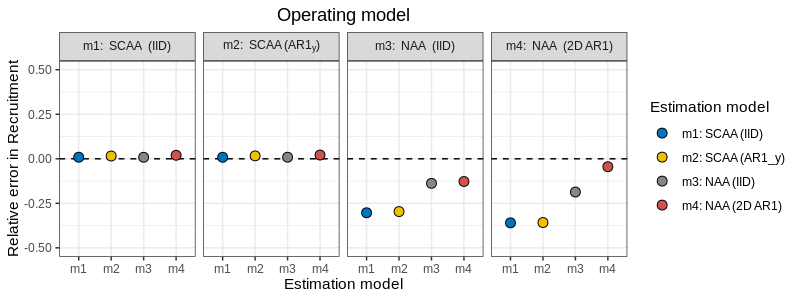 Operating model
m1: SCAA (IID)
m2: SCAA (AR1y)
m3: NAA (IID)
m4: NAA (2D AR1)
Relative error in Recruitment
0.50
0.25
0.00
-0.25
-0.50
m1 m2 m3 m4
m1 m2 m3 m4
m1 m2 m3 m4
m1 m2 m3 m4
Estimation model
Estimation model
m1: SCAA (IID)
m2: SCAA (AR1_y)
m3: NAA (IID)
m4: NAA (2D AR1)